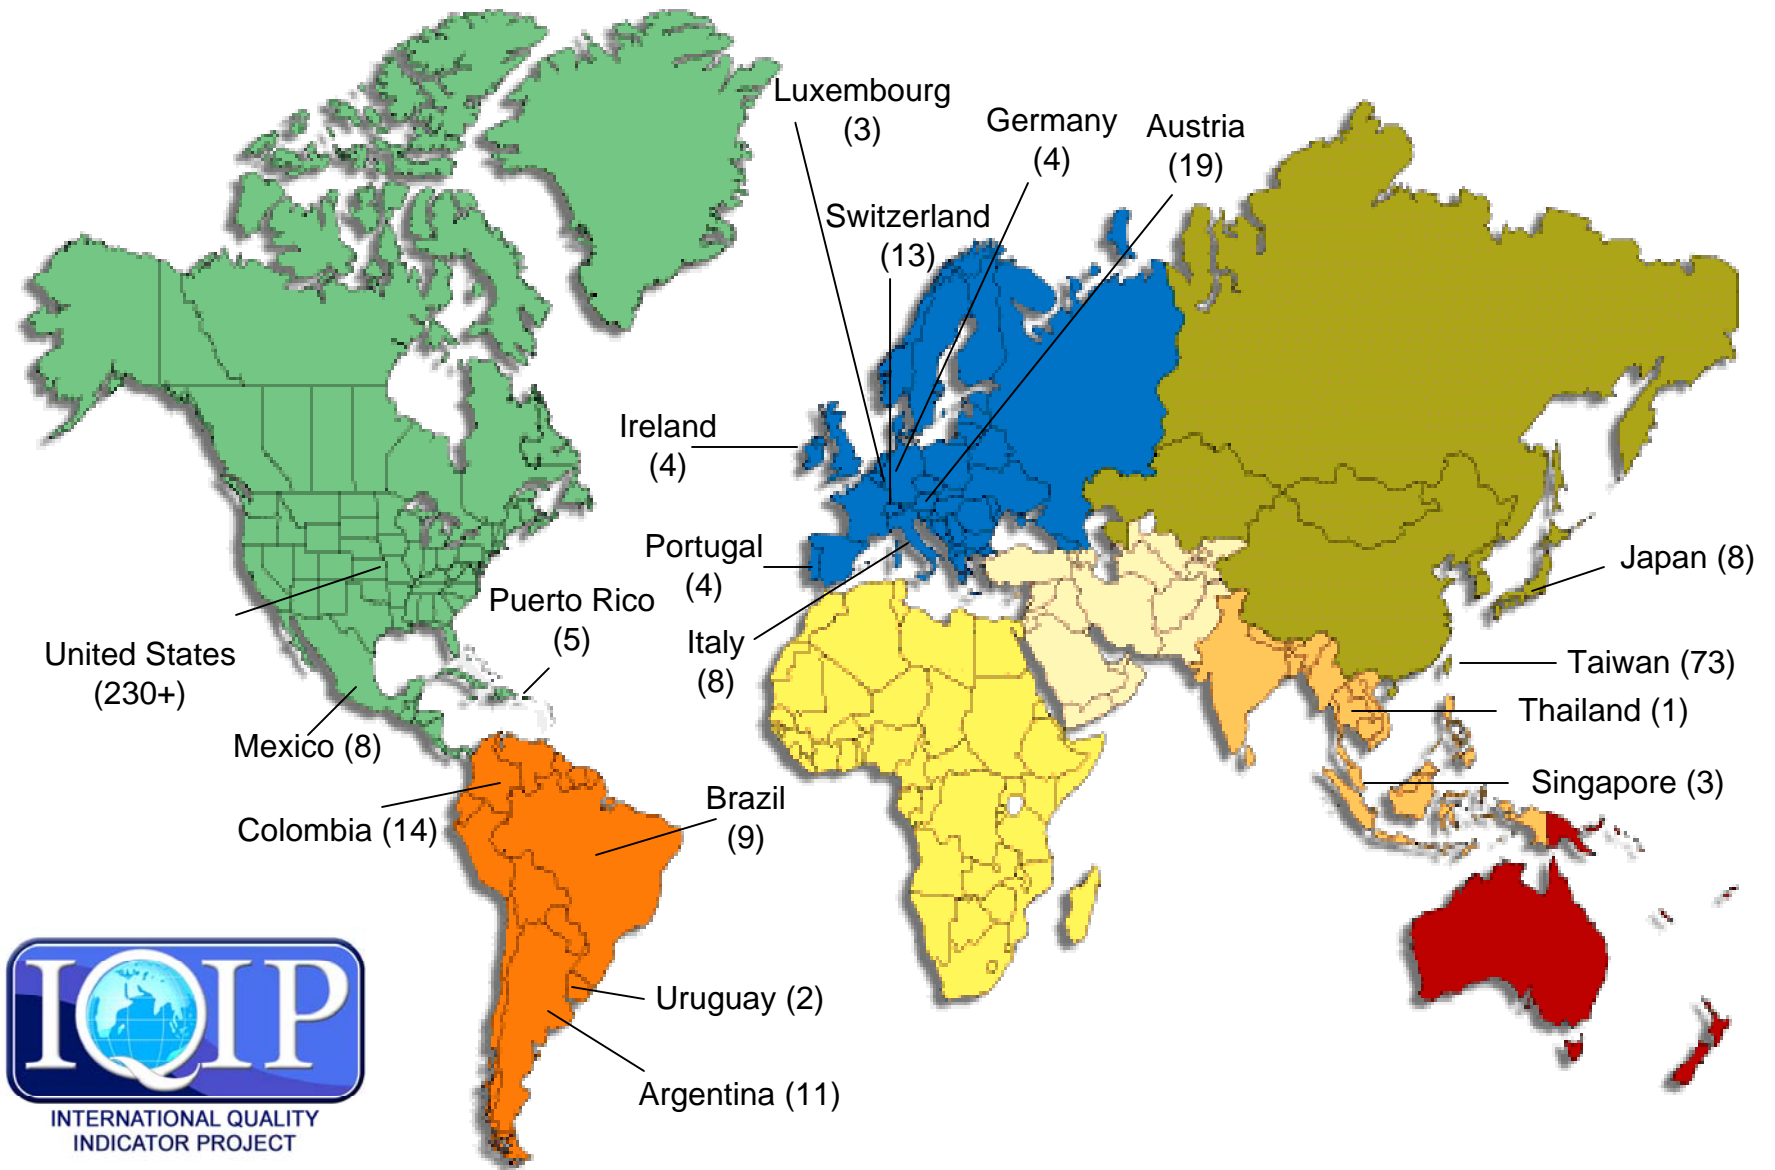 Luxembourg
(3)
Germany
(4)
Austria
(19)
Switzerland
(13)
Ireland
(4)
Portugal
(4)
Japan (8)
Puerto Rico
(5)
Italy
(8)
United States
(230+)
Taiwan (73)
Thailand (1)
Mexico (8)
Singapore (3)
Colombia (14)
Brazil
(9)
Uruguay (2)
Argentina (11)
IQIP
INTERNATIONAL QUALITY
INDICATOR PROJECT